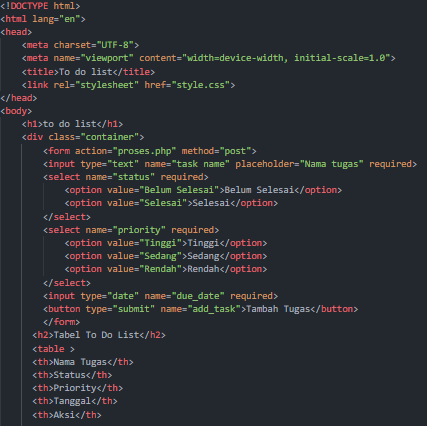 <!DOCTYPE html>
<html lang="en">
<head>
<meta charset="UTF-8">
<meta name="viewport" content="width=device-width, initial-scale=1.0">
<title>To do list</title>
<link rel="stylesheet" href="style.css">
</head>
<body>
<h1>to do list</h1>
<div class="container">
<form action="proses.php" method="post">
<input type="text" name="task name" placeholder="Nama tugas" required>
<select name="status" required>
<option value="Belum Selesai">Belum Selesai</option>
<option value="Selesai">Selesai</option>
</select>
<select name="priority" required>
<option value="Tinggi">Tinggi</option>
<option value="Sedang">Sedang</option>
<option value="Rendah">Rendah</option>
</select>
<input type="date" name="due_date" required>
<button type="submit" name="add_task">Tambah Tugas</button>
</form>
<h2>Tabel To Do List</h2>
<table >
<th>Nama Tugas</th>
<th>Status</th>
<th>Priority</th>
<th>Tanggal</th>
<th>Aksi</th>